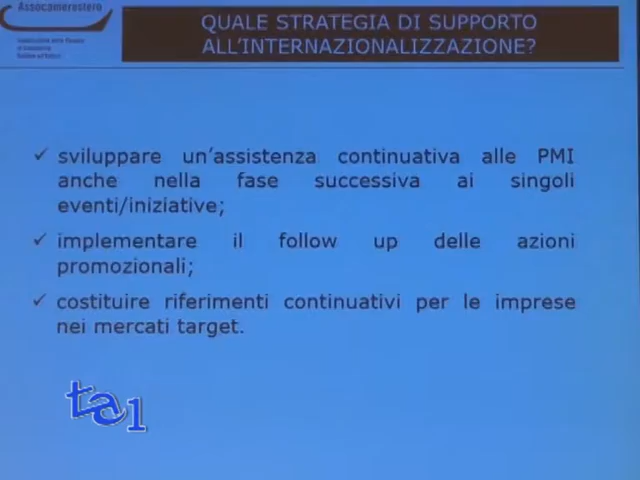 Assocamerestero
QUALE STRATEGIA DI SUPPORTO
ALL'INTERNAZIONALIZZAZIONE?
✓ sviluppare un'assistenza continuativa alle PMI
anche nella fase successiva ai singoli
eventi/iniziative;
✓ implementare il follow up delle azioni
promozionali;
✓ costituire riferimenti continuativi per le imprese
nei mercati target.